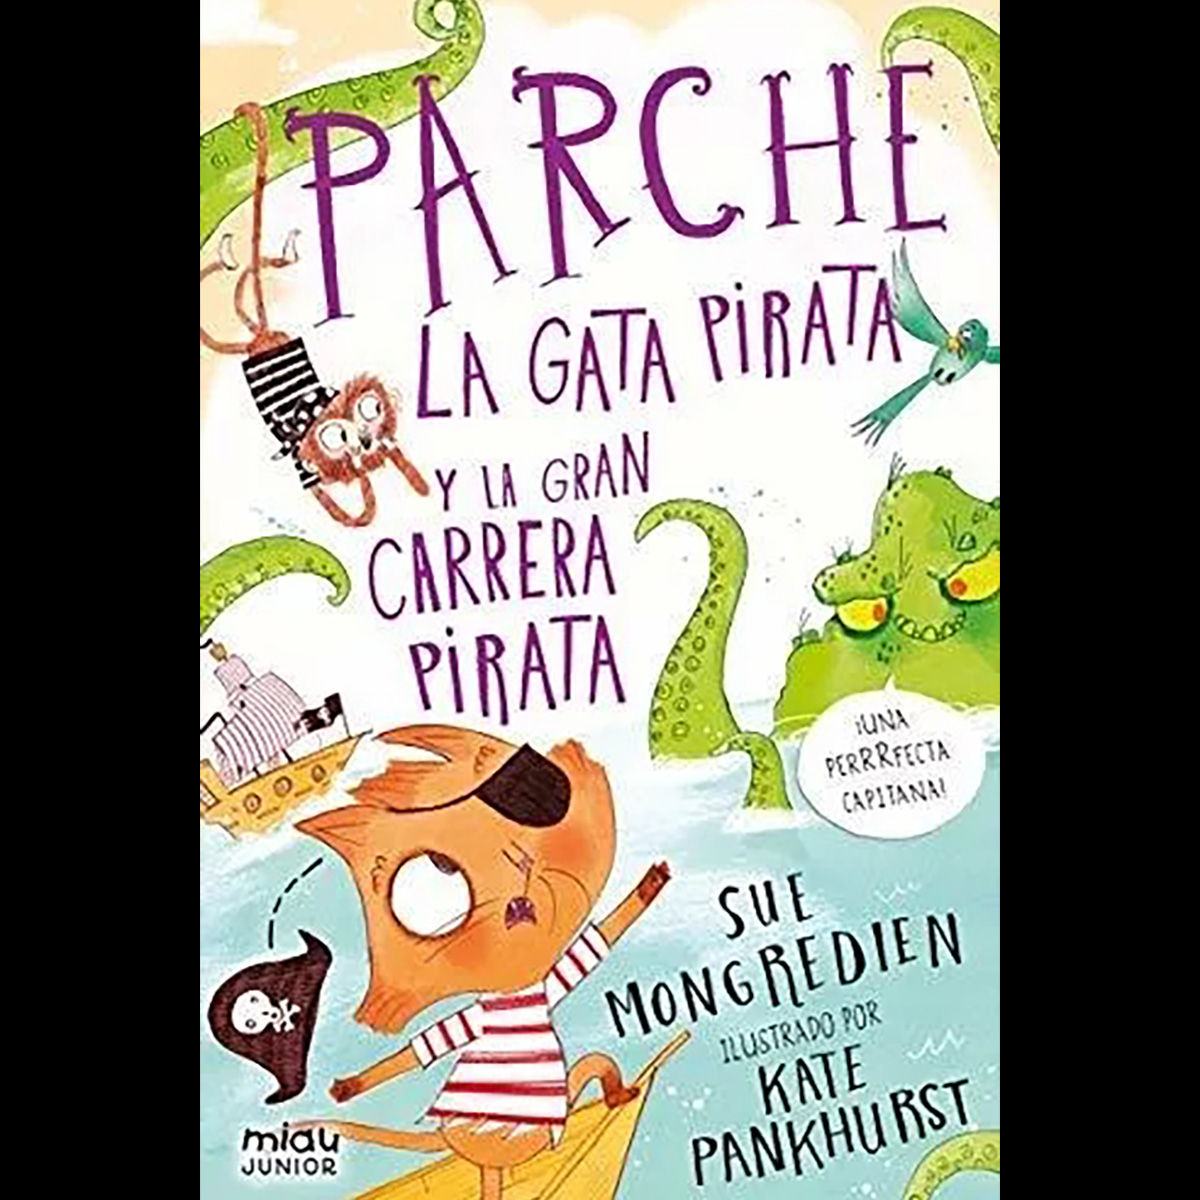 PARCHE
LA GATA PiRATA
Y LA GRAN
CARRERA
PiRATA
¡UNA
PERRRFECTA
CAPITANA!
SUE
MONGREDIEN
ILUSTRADO POR
KATE
PANKHURST
miau
JUNIOR